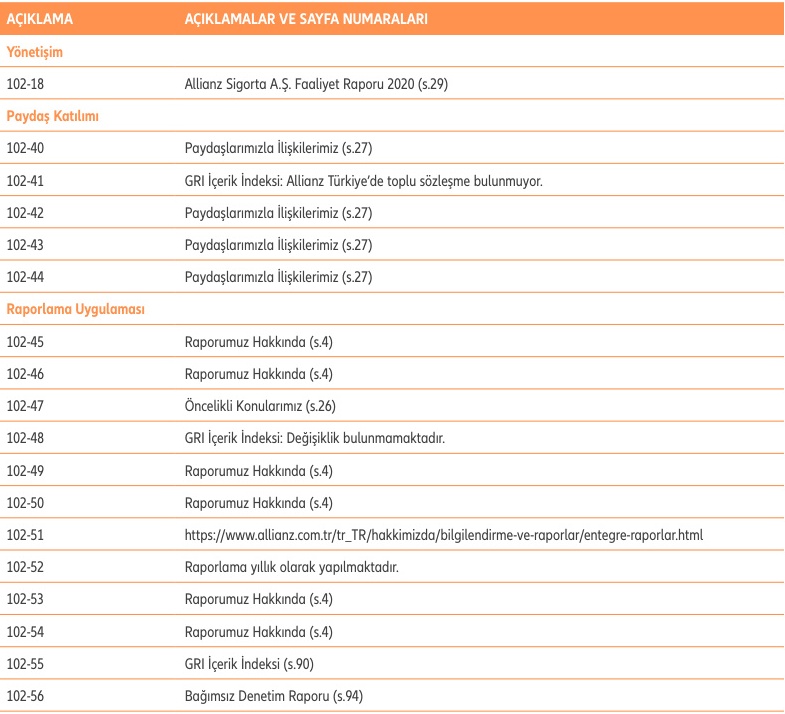 AÇIKLAMA AÇIKLAMALAR VE SAYFA NUMARALARI
Yönetişim
102-18 Allianz Sigorta A.Ş. Faaliyet Raporu 2020 (s.29)
Paydaş Katılımı
102-40 Paydaşlarımızla İlişkilerimiz (s.27)
102-41 GRI İçerik İndeksi: Allianz Türkiye’de toplu sözleşme bulunmuyor.
102-42 Paydaşlarımızla İlişkilerimiz (s.27)
102-43 Paydaşlarımızla İlişkilerimiz (s.27)
102-44 Paydaşlarımızla İlişkilerimiz (s.27)
Raporlama Uygulaması
102-45 Raporumuz Hakkında (s.4)
102-46 Raporumuz Hakkında (s.4)
102-47 Öncelikli Konularımız (s.26)
102-48 GRI İçerik İndeksi: Değişiklik bulunmamaktadır.
102-49 Raporumuz Hakkında (s.4)
102-50 Raporumuz Hakkında (s.4)
102-51 https://www.allianz.com.tr/tr_TR/hakkimizda/bilgilendirme-ve-raporlar/entegre-raporlar.html
102-52 Raporlama yıllık olarak yapılmaktadır.
102-53 Raporumuz Hakkında (s.4)
102-54 Raporumuz Hakkında (s.4)
102-55 GRI İçerik İndeksi (s.90)
102-56 Bağımsız Denetim Raporu (s.94)